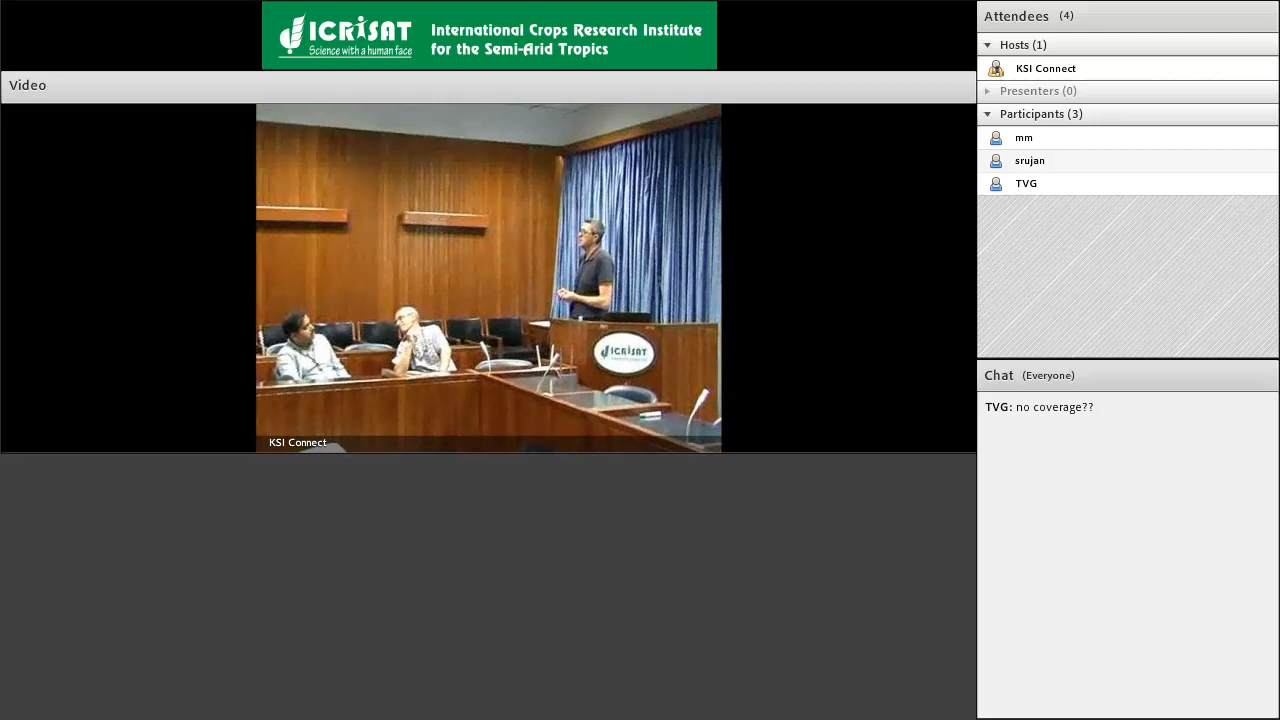 ICRISAT
Science with a human face
International Crops Research Institute
for the Semi-Arid Tropics
Video
ICRISAT
KSI Connect
Attendees (4)
Hosts (1)
KSI Connect
Presenters (0)
Participants (3)
mm
srujan
TVG
Chat (Everyone)
TVG: no coverage??